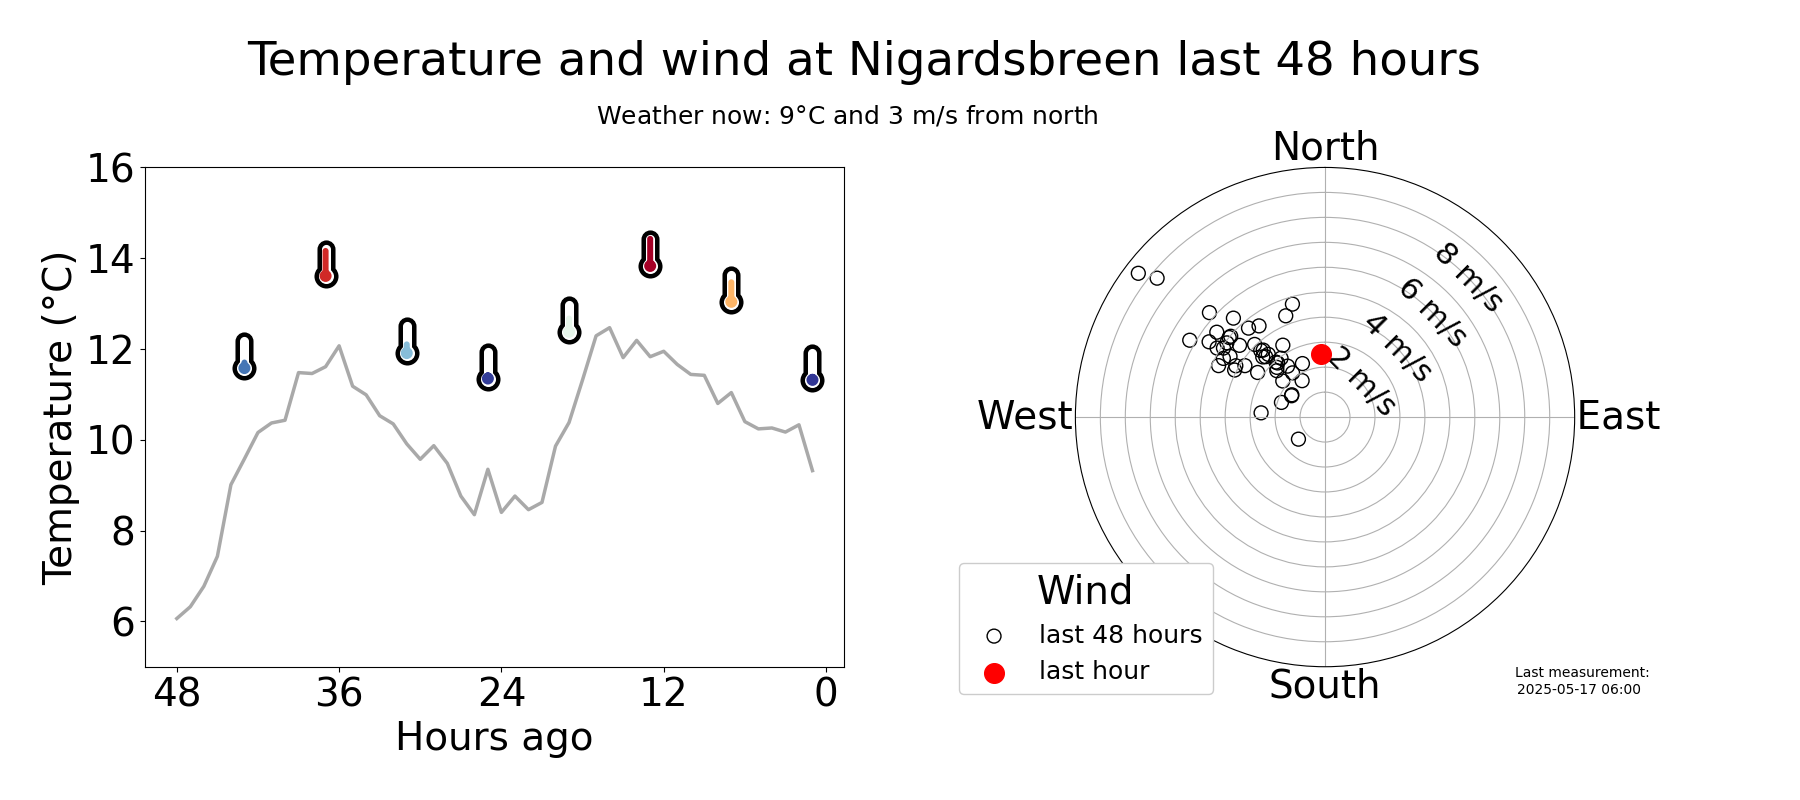 Temperature and wind at Nigardsbreen last 48 hours
Weather now: 9°C and 3 m/s from north
Temperature (°C)
16
14
12
10
8
6
48 36 24 12 0
Hours ago
North
West
East
South
8 m/s
6 m/s
4 m/s
2 m/s
Wind
last 48 hours
last hour
Last measurement:
2025-05-17 06:00